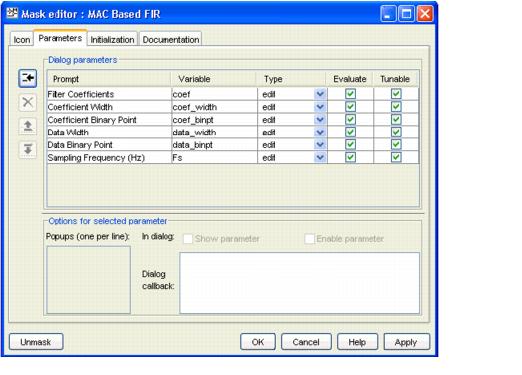 Mask editor : MAC Based FIR
Icon Parameters Initialization Documentation
Dialog parameters
Prompt Variable Type Evaluate Tunable
Filter Coefficients coef edit
Coefficient Width coef_width edit
Coefficient Binary Point coef_binpt edit
Data Width data_width edit
Data Binary Point data_binpt edit
Sampling Frequency (Hz) Fs edit
Options for selected parameter
Popups (one per line): In dialog: Show parameter Enable parameter
Dialog
callback:
Unmask OK Cancel Help Apply